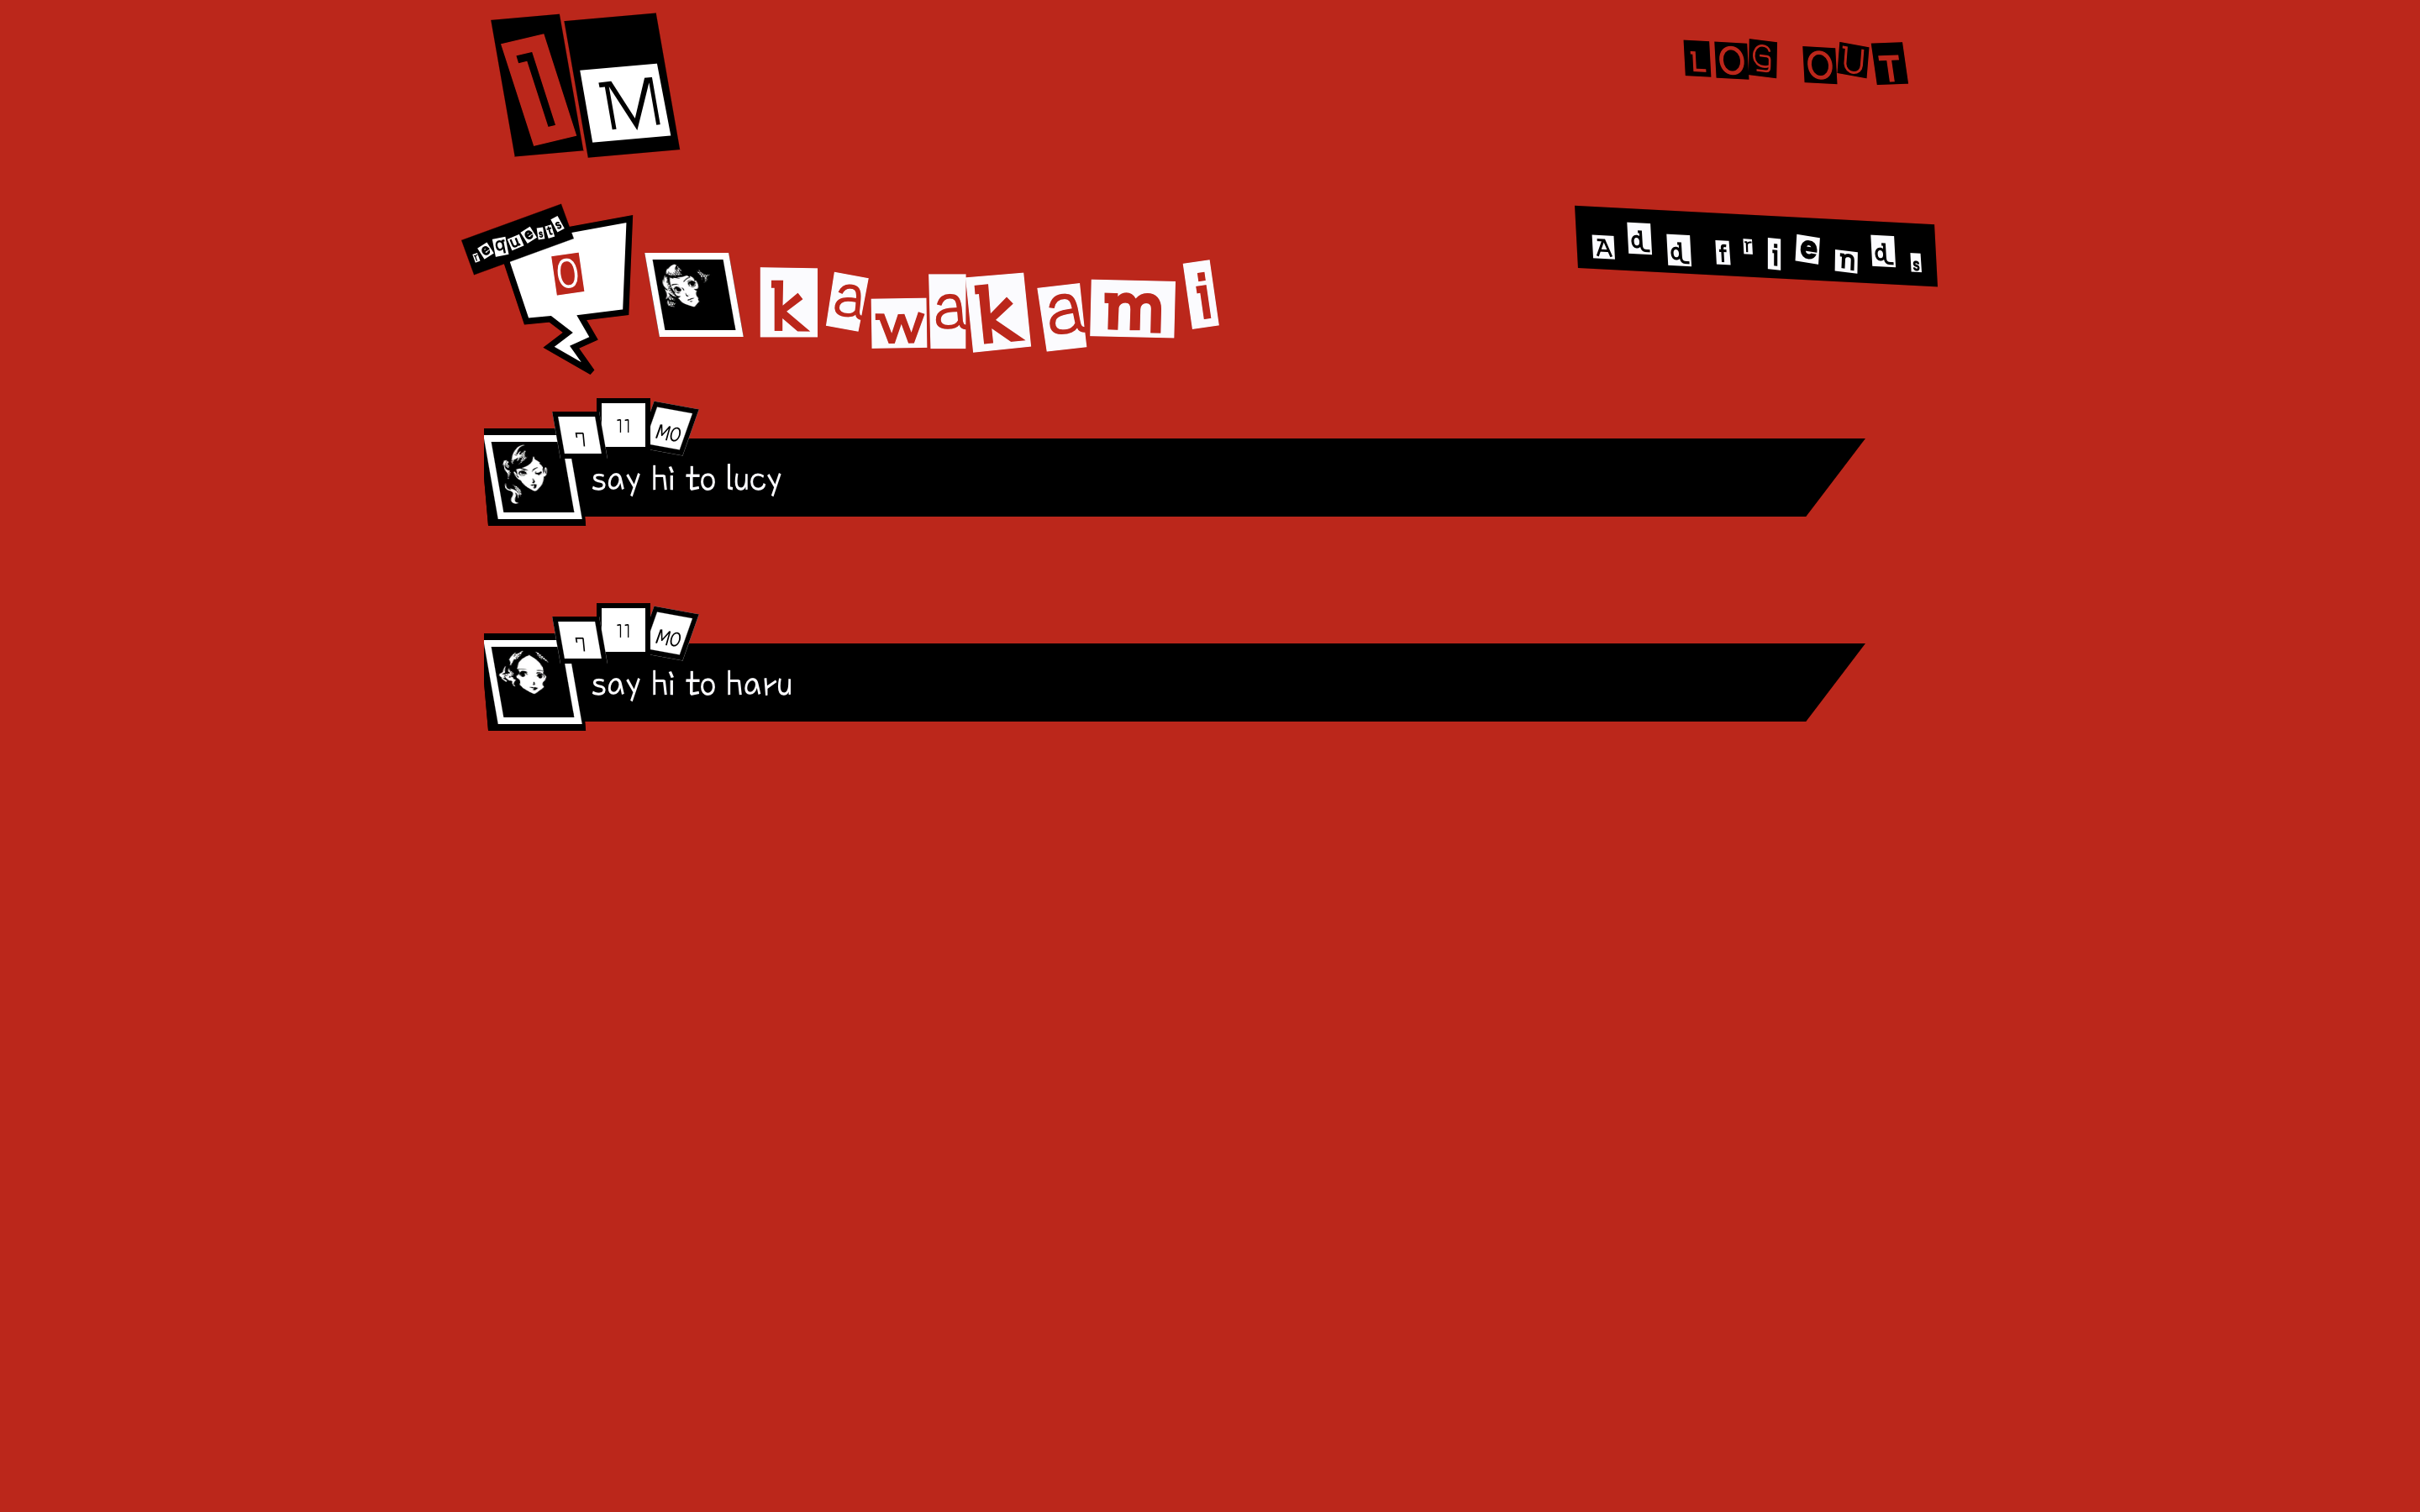 IM
LOG OUT
requests
0
kawakami
Add friends
7 11 MO
say hi to lucy
7 11 MO
say hi to haru